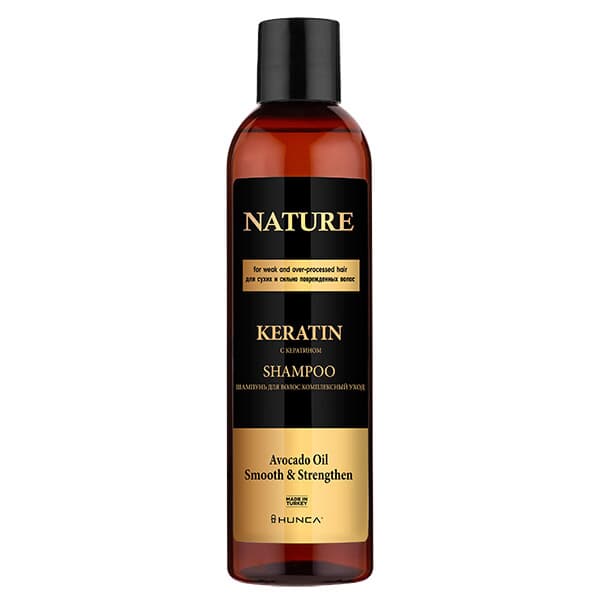 NATURE
for weak and over-processed hair
для сухих и сильно поврежденных волос
KERATIN
С КЕРАТИНОМ
SHAMPOO
ШАМПУНЬ ДЛЯ ВОЛОС КОМПЛЕКСНЫЙ УХОД
Avocado Oil
Smooth & Strengthen
MADE IN
TURKEY
HUNCA